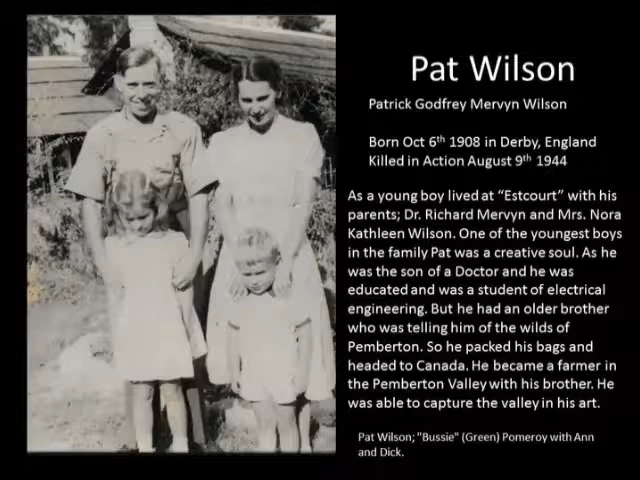 Pat Wilson
Patrick Godfrey Mervyn Wilson
Born Oct 6th 1908 in Derby, England
Killed in Action August 9th 1944
As a young boy lived at “Estcourt” with his
parents; Dr. Richard Mervyn and Mrs. Nora
Kathleen Wilson. One of the youngest boys
in the family Pat was a creative soul. As he
was the son of a Doctor and he was
educated and was a student of electrical
engineering. But he had an older brother
who was telling him of the wilds of
Pemberton. So he packed his bags and
headed to Canada. He became a farmer in
the Pemberton Valley with his brother. He
was able to capture the valley in his art.
Pat Wilson; "Bussie" (Green) Pomeroy with Ann
and Dick.